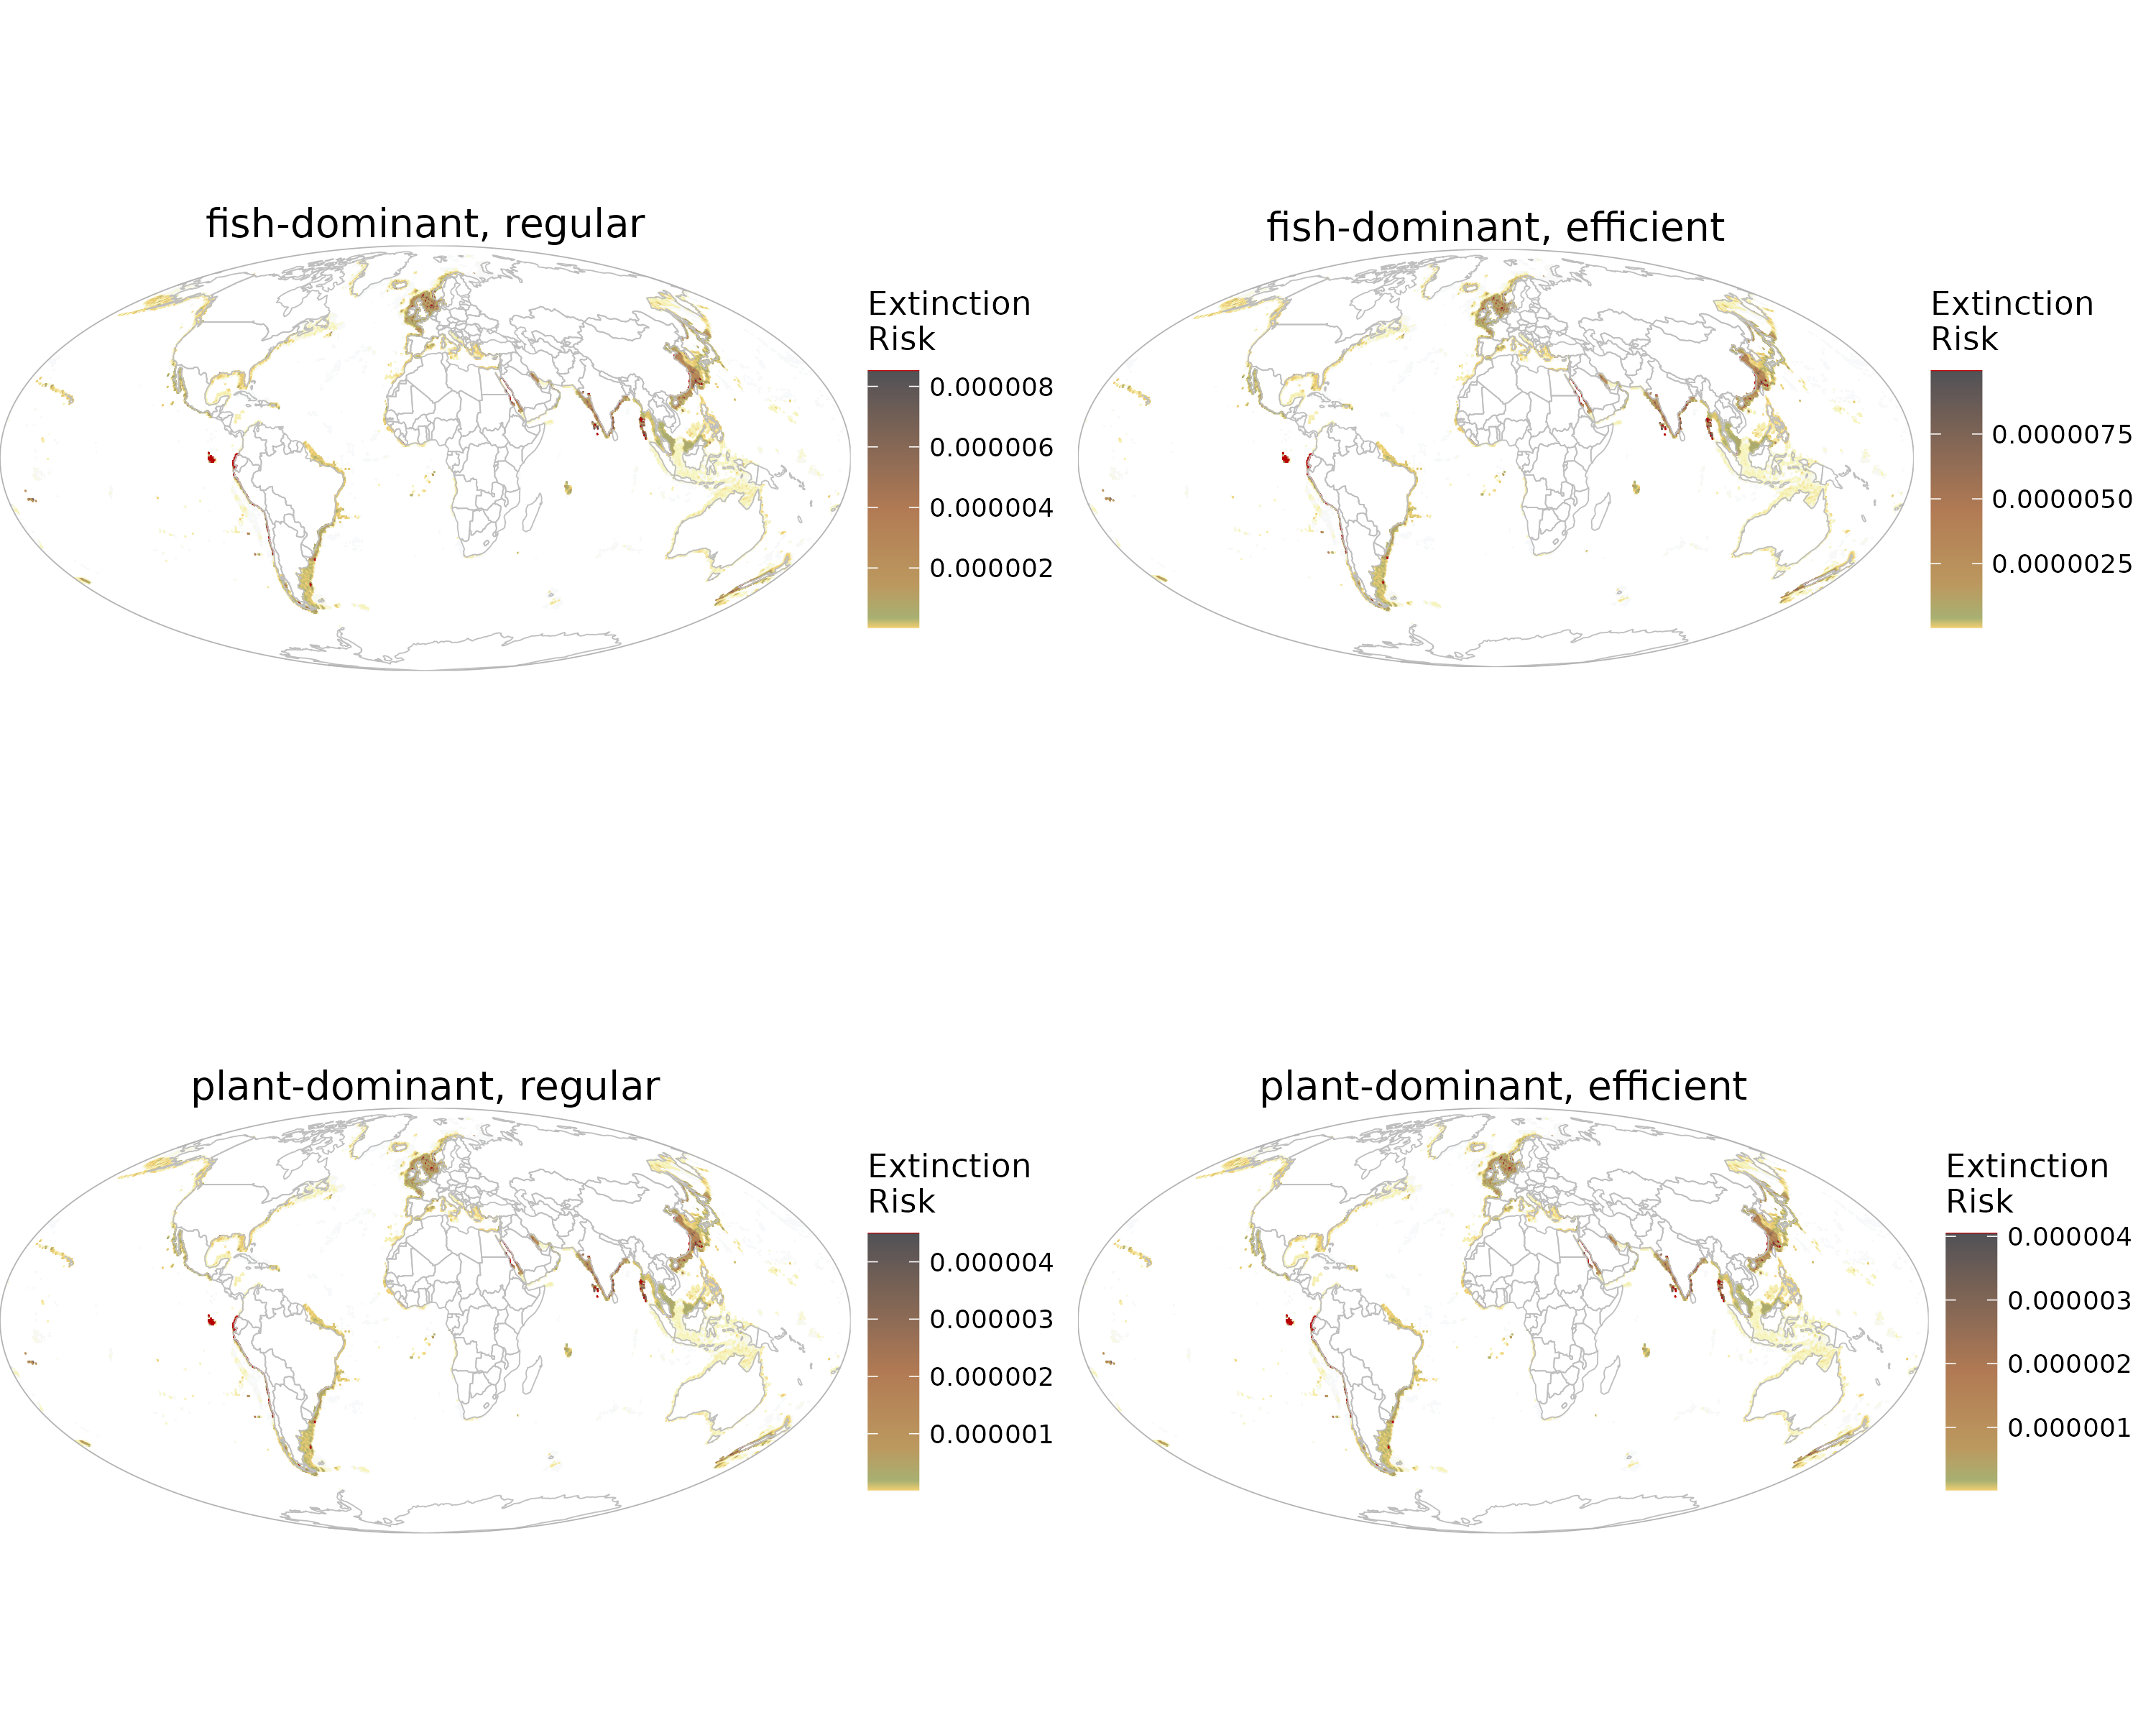 fish-dominant, regular
Extinction
Risk
0.000008
0.000006
0.000004
0.000002
fish-dominant, efficient
Extinction
Risk
0.0000075
0.0000050
0.0000025
plant-dominant, regular
Extinction
Risk
0.000004
0.000003
0.000002
0.000001
plant-dominant, efficient
Extinction
Risk
0.000004
0.000003
0.000002
0.000001